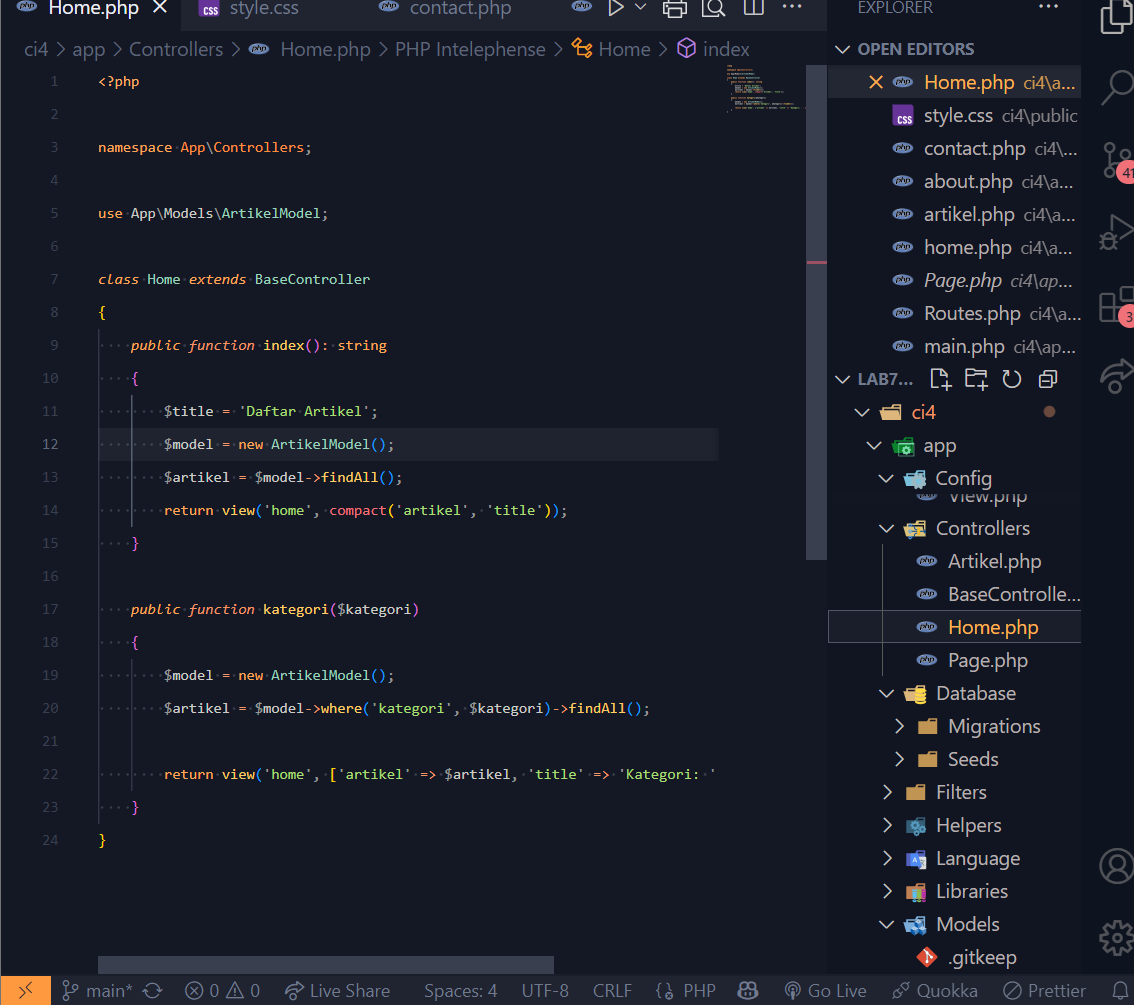 Home.php
style.css
contact.php
ci4 > app > Controllers > Home.php > PHP Intelephense > Home > index
1 <?php
2
3 namespace App\Controllers;
4
5 use App\Models\ArtikelModel;
6
7 class Home extends BaseController
8 {
9 public function index(): string
10 {
11 $title = 'Daftar Artikel';
12 $model = new ArtikelModel();
13 $artikel = $model->findAll();
14 return view('home', compact('artikel', 'title'));
15 }
16
17 public function kategori($kategori)
18 {
19 $model = new ArtikelModel();
20 $artikel = $model->where('kategori', $kategori)->findAll();
21
22 return view('home', ['artikel' => $artikel, 'title' => 'Kategori: '
23 }
24 }
EXPLORER
OPEN EDITORS
Home.php ci4\a...
style.css ci4\public
contact.php ci4\...
about.php ci4\a...
artikel.php ci4\a...
home.php ci4\a...
Page.php ci4\ap...
Routes.php ci4\a...
main.php ci4\ap...
LAB7...
ci4
app
Config
View.php
Controllers
Artikel.php
BaseControlle...
Home.php
Page.php
Database
Migrations
Seeds
Filters
Helpers
Language
Libraries
Models
.gitkeep
41
3
main* 0 0 Live Share Spaces: 4 UTF-8 CRLF {} PHP Go Live Quokka Prettier